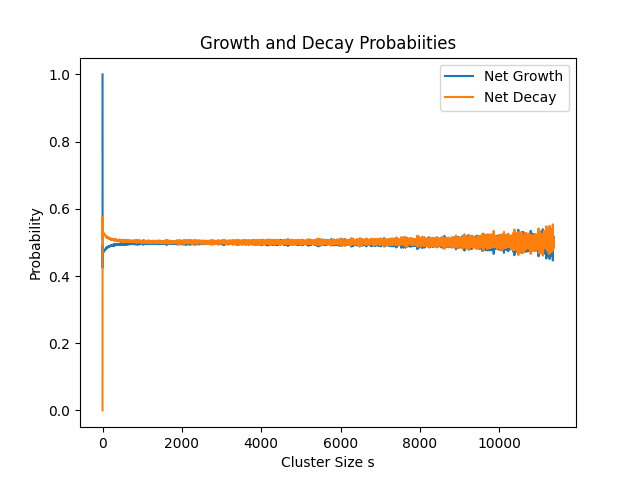 Growth and Decay Probabiities
Net Growth
Net Decay
1.0
0.8
0.6
0.4
0.2
0.0
Probability
0 2000 4000 6000 8000 10000
Cluster Size s